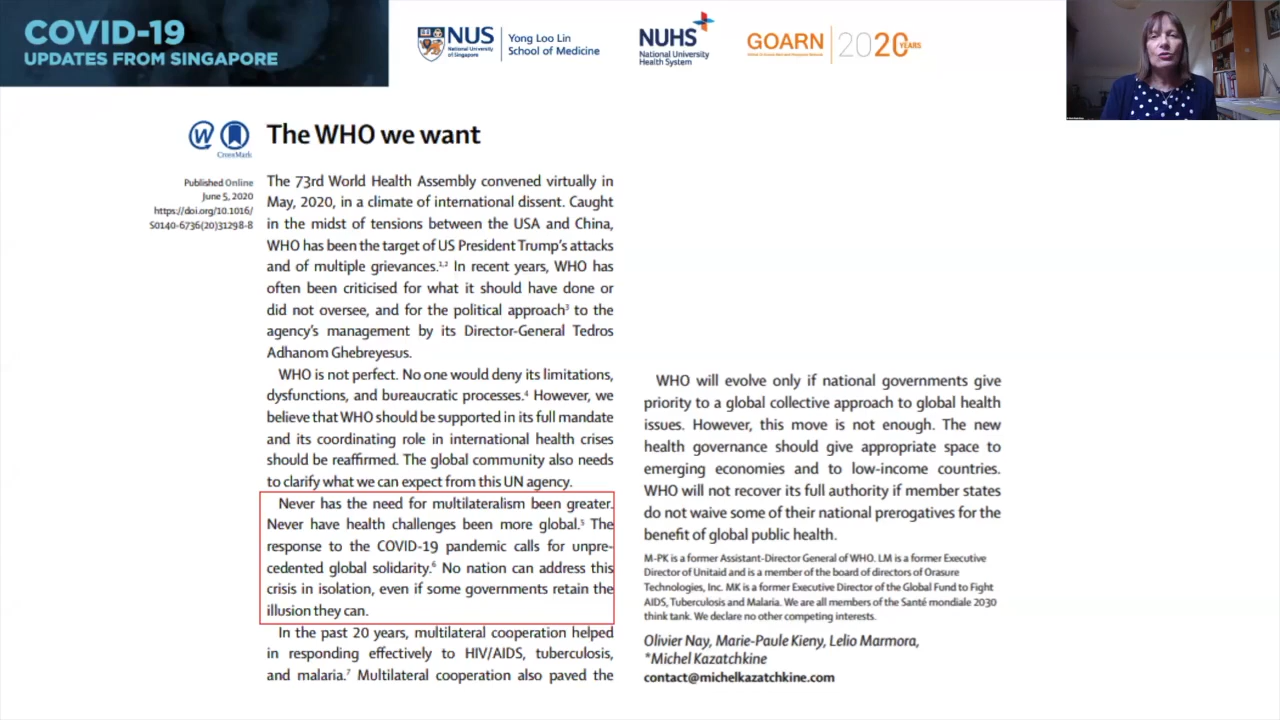 COVID-19
UPDATES FROM SINGAPORE
NUS
National University
of Singapore
Yong Loo Lin
School of Medicine
NUHS
National University
Health System
GOARN
2020 YEARS
The WHO we want
CrossMark
Published Online
June 5, 2020
https://doi.org/10.1016/
S0140-6736(20)31298-8
The 73rd World Health Assembly convened virtually in
May, 2020, in a climate of international dissent. Caught
in the midst of tensions between the USA and China,
WHO has been the target of US President Trump's attacks
and of multiple grievances.¹,² In recent years, WHO has
often been criticised for what it should have done or
did not oversee, and for the political approach³ to the
agency's management by its Director-General Tedros
Adhanom Ghebreyesus.
WHO is not perfect. No one would deny its limitations,
dysfunctions, and bureaucratic processes.⁴ However, we
believe that WHO should be supported in its full mandate
and its coordinating role in international health crises
should be reaffirmed. The global community also needs
to clarify what we can expect from this UN agency.
Never has the need for multilateralism been greater.
Never have health challenges been more global.⁵ The
response to the COVID-19 pandemic calls for unpre-
cedented global solidarity.⁶ No nation can address this
crisis in isolation, even if some governments retain the
illusion they can.
In the past 20 years, multilateral cooperation helped
in responding effectively to HIV/AIDS, tuberculosis,
and malaria.⁷ Multilateral cooperation also paved the
WHO will evolve only if national governments give
priority to a global collective approach to global health
issues. However, this move is not enough. The new
health governance should give appropriate space to
emerging economies and to low-income countries.
WHO will not recover its full authority if member states
do not waive some of their national prerogatives for the
benefit of global public health.
M-PK is a former Assistant-Director General of WHO. LM is a former Executive
Director of Unitaid and is a member of the board of directors of Orasure
Technologies, Inc. MK is a former Executive Director of the Global Fund to Fight
AIDS, Tuberculosis and Malaria. We are all members of the Santé mondiale 2030
think tank. We declare no other competing interests.
Olivier Nay, Marie-Paule Kieny, Lelio Marmora,
*Michel Kazatchkine
contact@michelkazatchkine.com